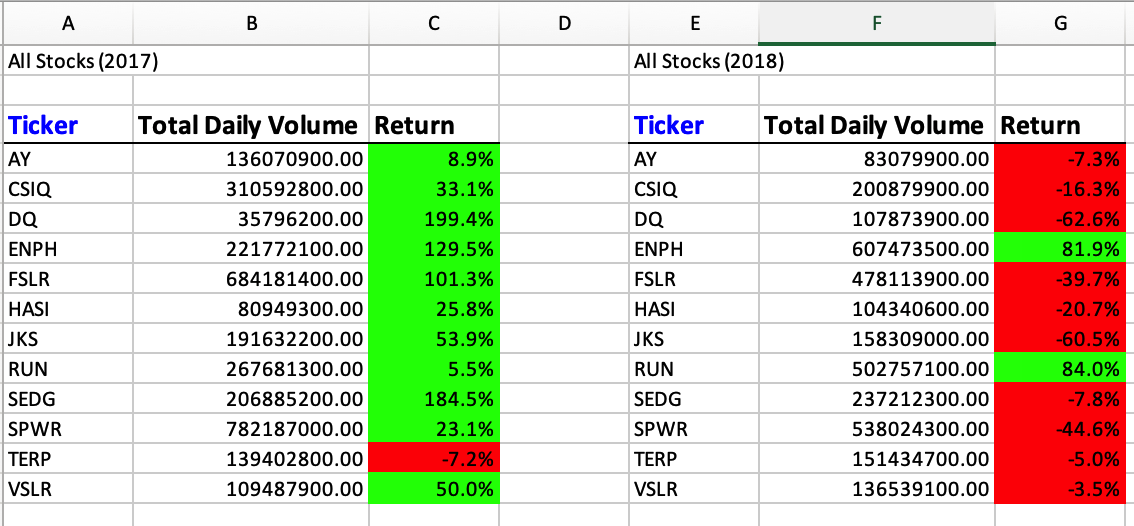 A B C D E F G
All Stocks (2017) All Stocks (2018)
Ticker Total Daily Volume Return Ticker Total Daily Volume Return
AY 136070900.00 8.9% AY 83079900.00 -7.3%
CSIQ 310592800.00 33.1% CSIQ 200879900.00 -16.3%
DQ 35796200.00 199.4% DQ 107873900.00 -62.6%
ENPH 221772100.00 129.5% ENPH 607473500.00 81.9%
FSLR 684181400.00 101.3% FSLR 478113900.00 -39.7%
HASI 80949300.00 25.8% HASI 104340600.00 -20.7%
JKS 191632200.00 53.9% JKS 158309000.00 -60.5%
RUN 267681300.00 5.5% RUN 502757100.00 84.0%
SEDG 206885200.00 184.5% SEDG 237212300.00 -7.8%
SPWR 782187000.00 23.1% SPWR 538024300.00 -44.6%
TERP 139402800.00 -7.2% TERP 151434700.00 -5.0%
VSLR 109487900.00 50.0% VSLR 136539100.00 -3.5%